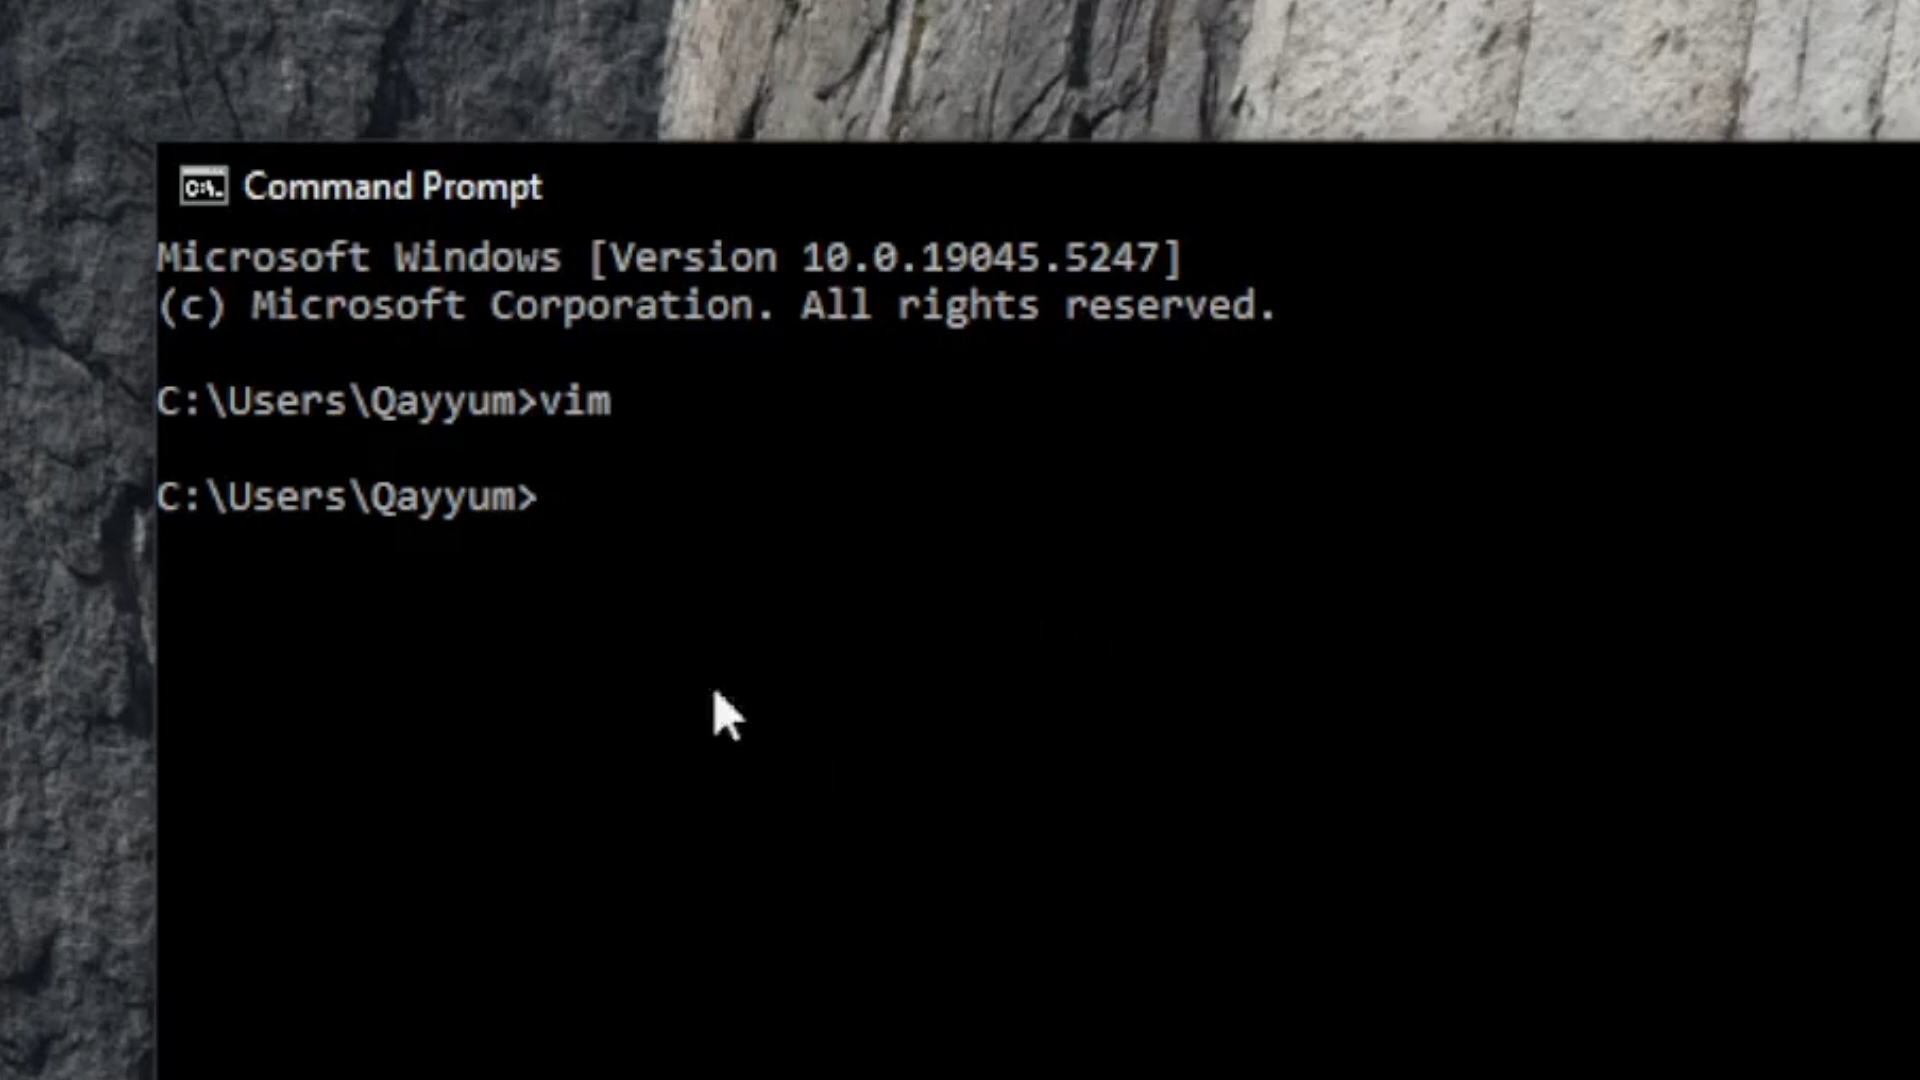 C:\.
Command Prompt
Microsoft Windows [Version 10.0.19045.5247]
(c) Microsoft Corporation. All rights reserved.
C:\Users\Qayyum>vim
C:\Users\Qayyum>